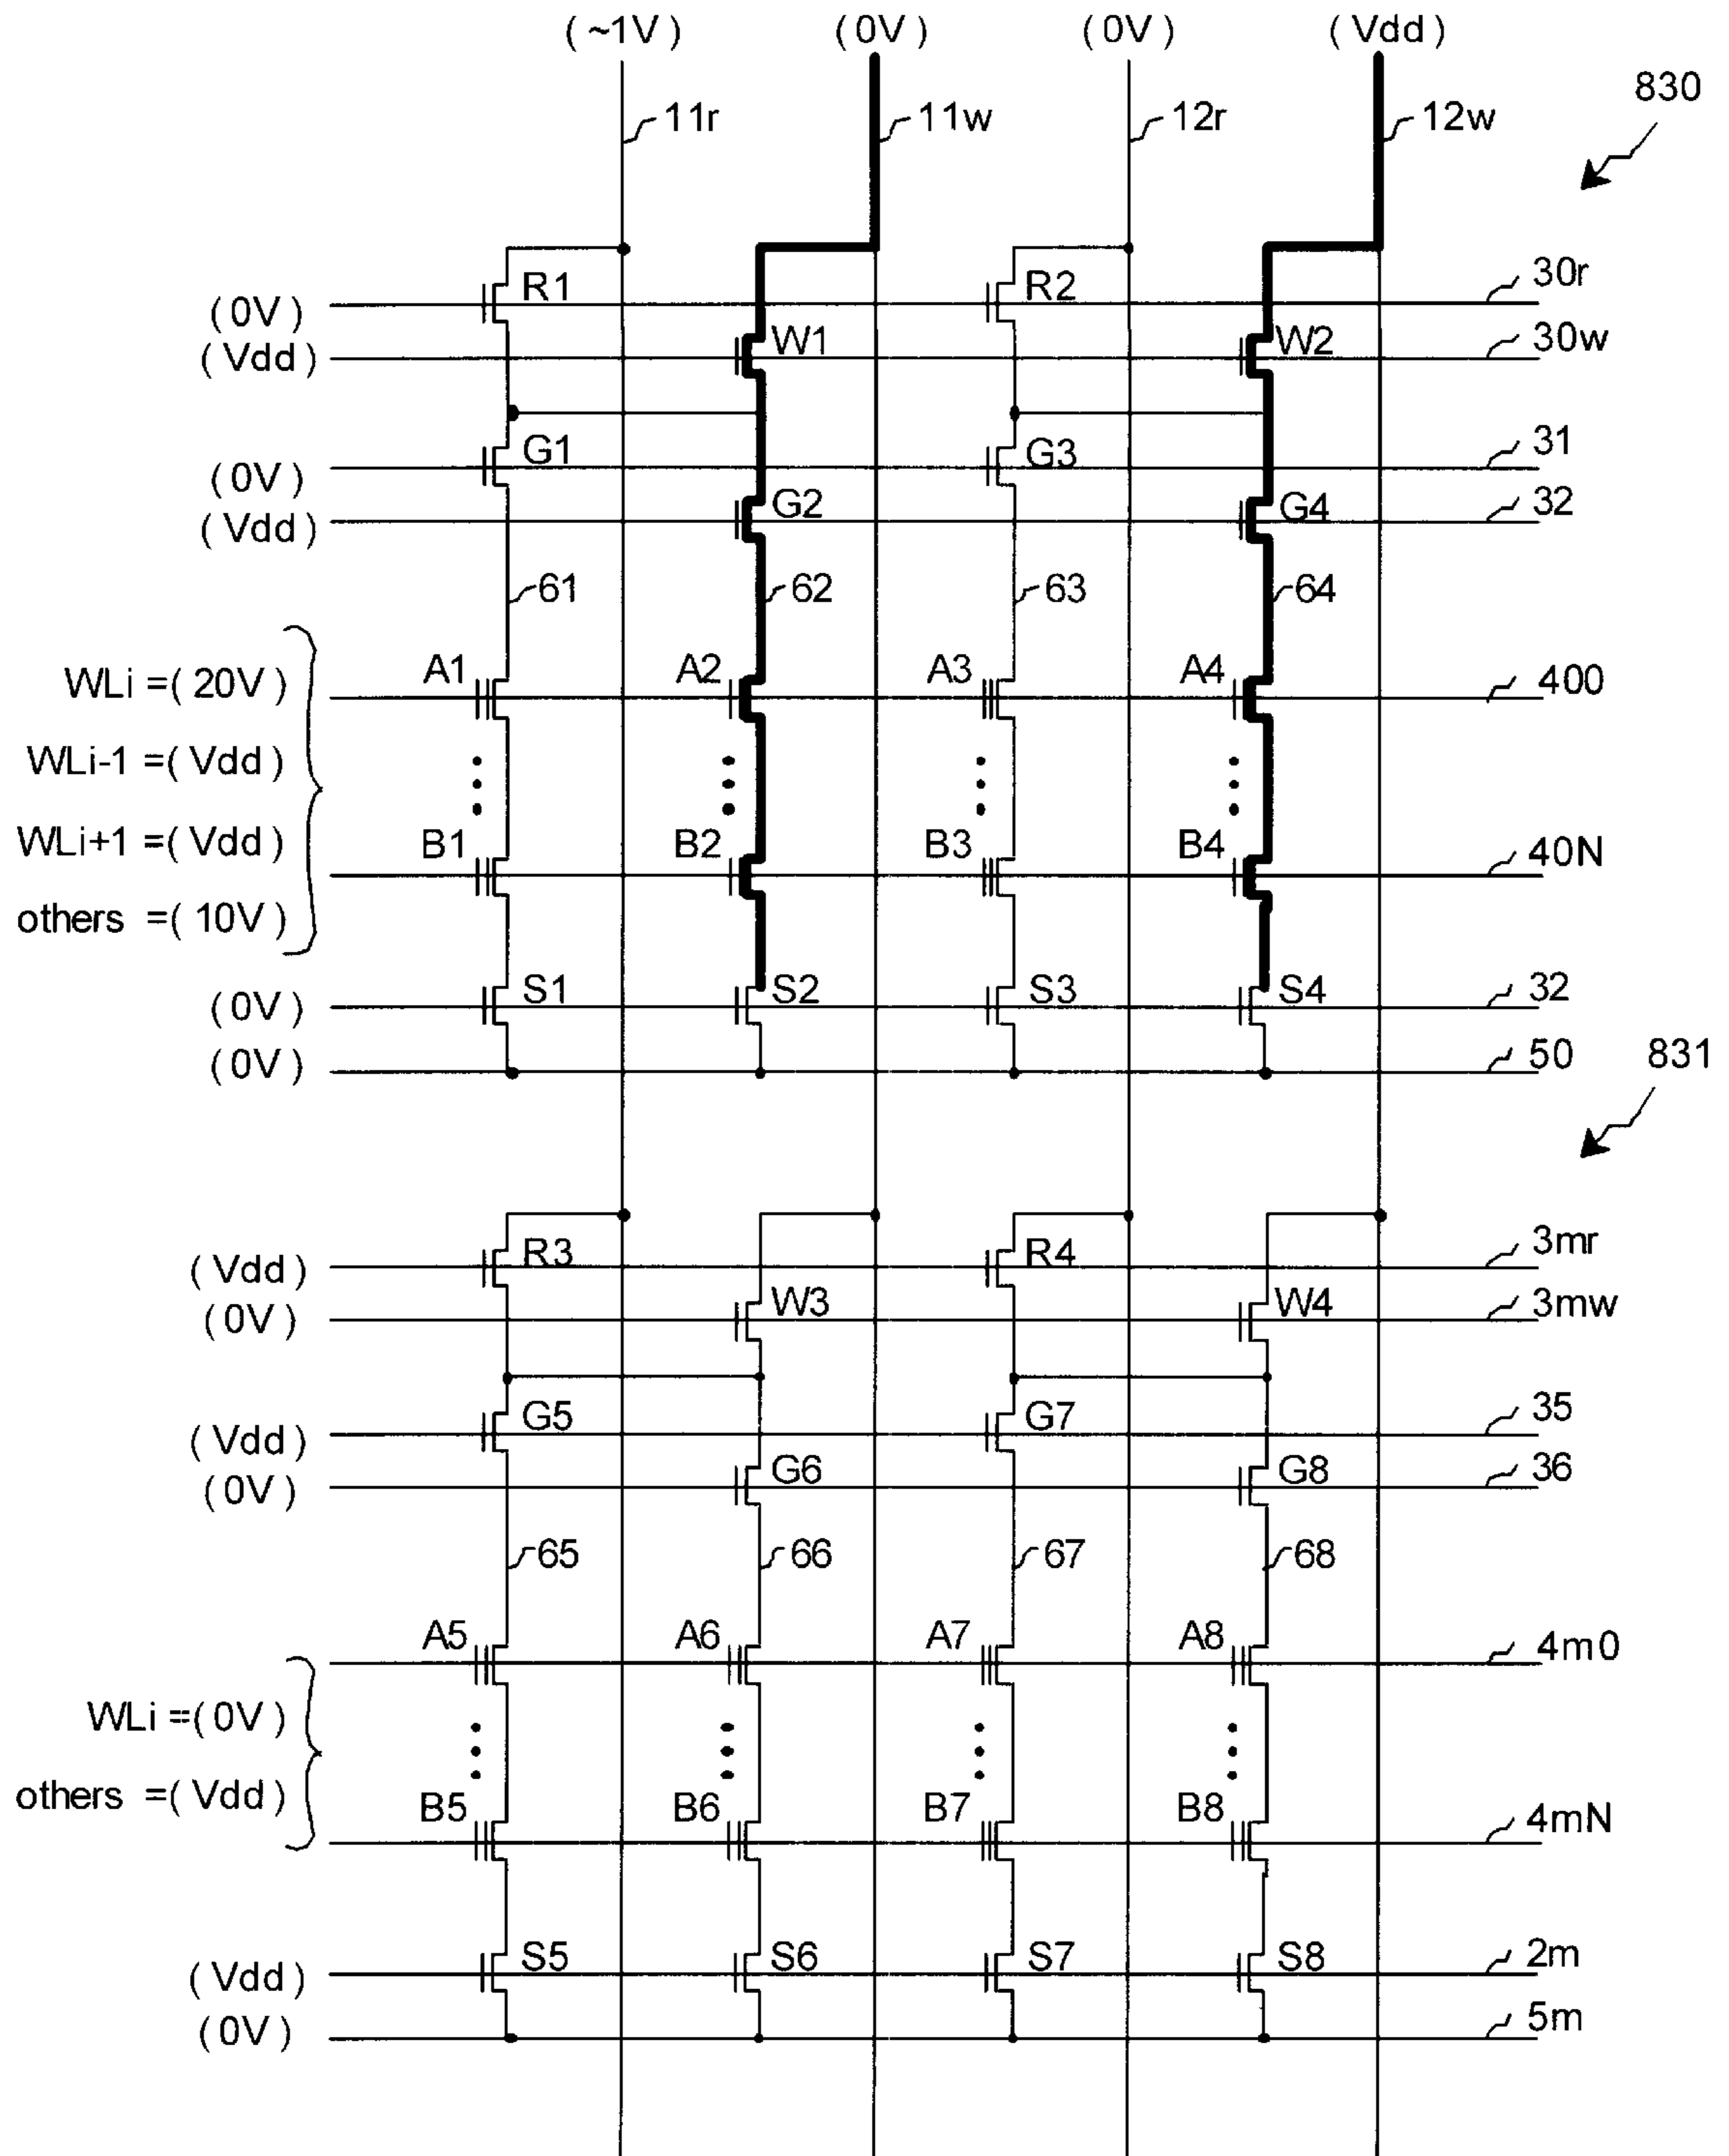 (~1V) (0V) (0V) (Vdd)
830
11r 11w 12r 12w
R1 R2 30r
(0V)
W1 W2 30w
(Vdd)
G1 G3 31
(0V)
G2 G4 32
(Vdd)
61 62 63 64
WLi =(20V) A1 A2 A3 A4 400
WLi-1 =(Vdd)
WLi+1 =(Vdd) B1 B2 B3 B4 40N
others =(10V)
(0V) S1 S2 S3 S4 32
(0V) 50
831
R3 R4 3mr
(Vdd)
W3 W4 3mw
(0V)
G5 G7 35
(Vdd)
G6 G8 36
(0V)
65 66 67 68
A5 A6 A7 A8 4m0
WLi =(0V)
others =(Vdd)
B5 B6 B7 B8 4mN
(Vdd) S5 S6 S7 S8 2m
(0V) 5m